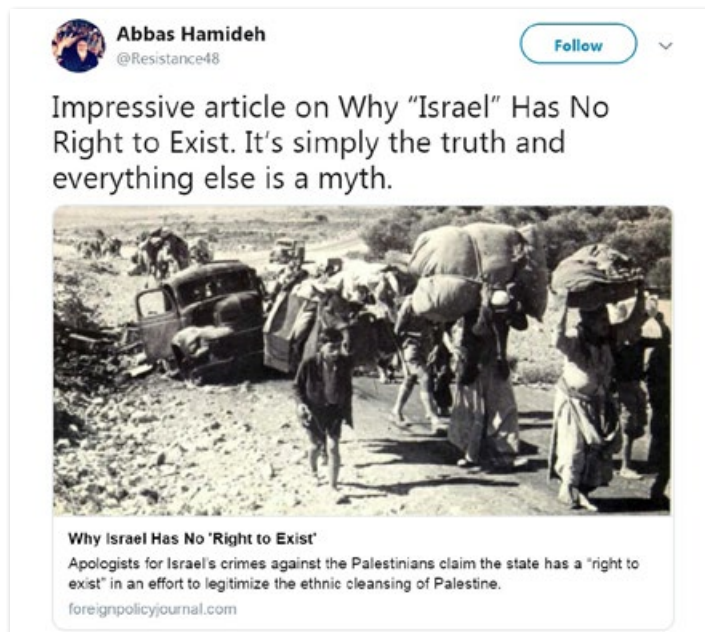 Abbas Hamideh
@Resistance48
Follow
Impressive article on Why “Israel” Has No
Right to Exist. It’s simply the truth and
everything else is a myth.
Why Israel Has No 'Right to Exist'
Apologists for Israel's crimes against the Palestinians claim the state has a "right to
exist" in an effort to legitimize the ethnic cleansing of Palestine.
foreignpolicyjournal.com